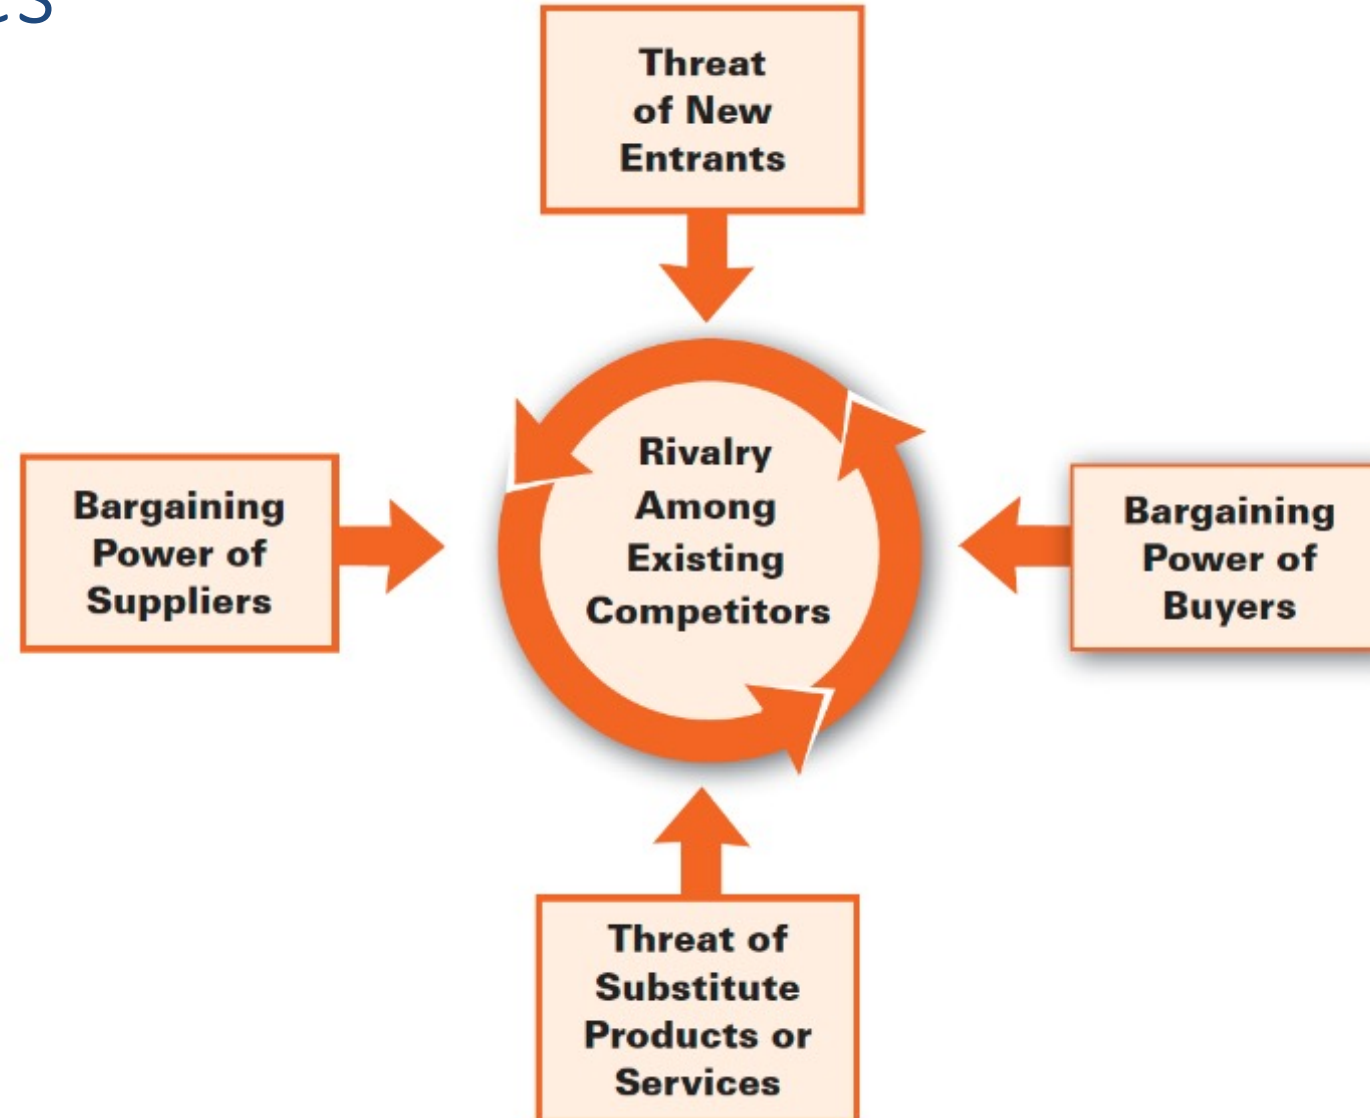 Threat
of New
Entrants
Rivalry
Among
Existing
Competitors
Bargaining
Power of
Suppliers
Bargaining
Power of
Buyers
Threat of
Substitute
Products or
Services